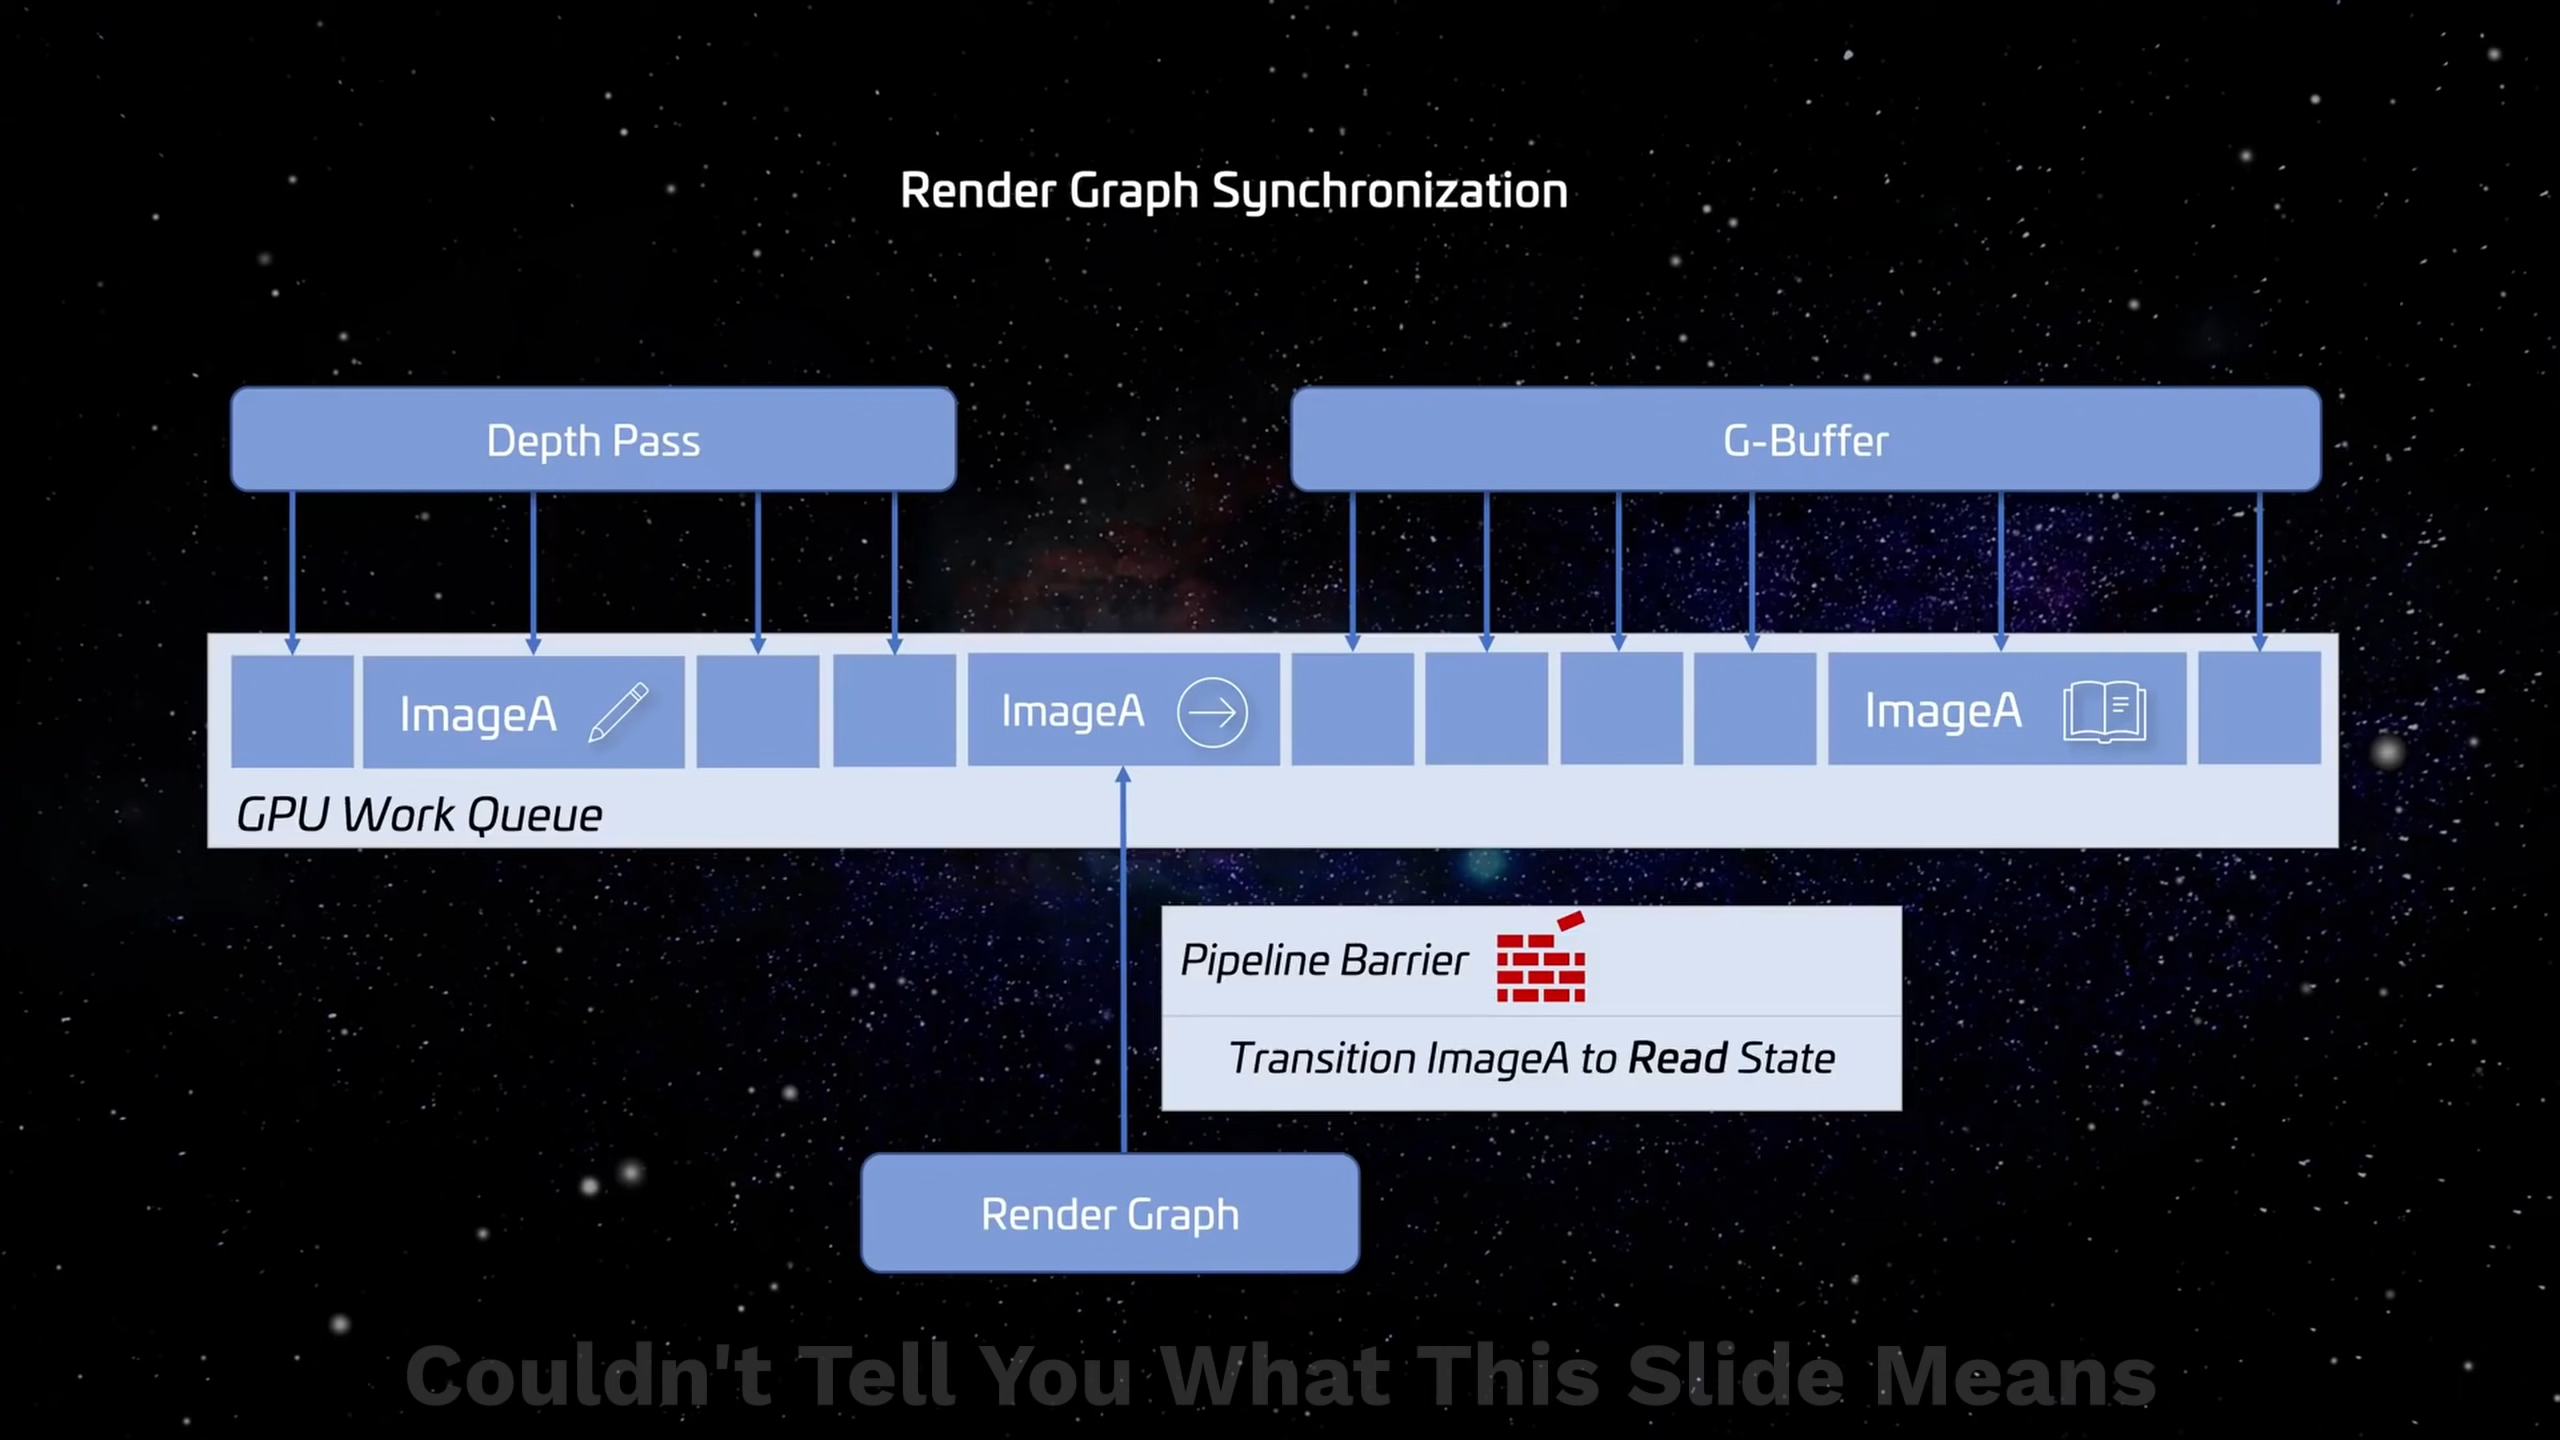 Render Graph Synchronization
Depth Pass
G-Buffer
ImageA
ImageA
ImageA
GPU Work Queue
Pipeline Barrier
Transition ImageA to Read State
Render Graph
Couldn't Tell You What This Slide Means